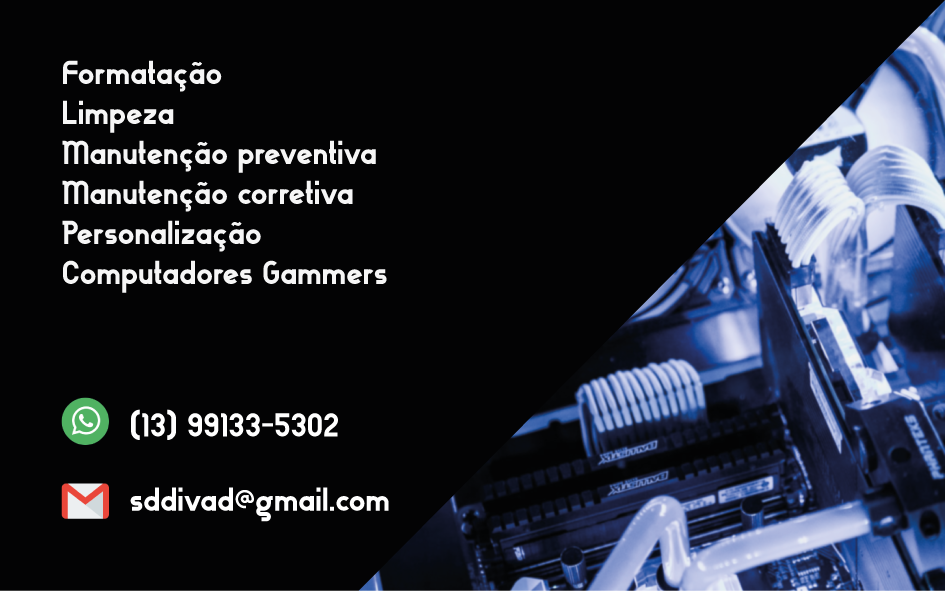 Formatação
Limpeza
Manutenção preventiva
Manutenção corretiva
Personalização
Computadores Gammers
(13) 99133-5302
sddivad@gmail.com